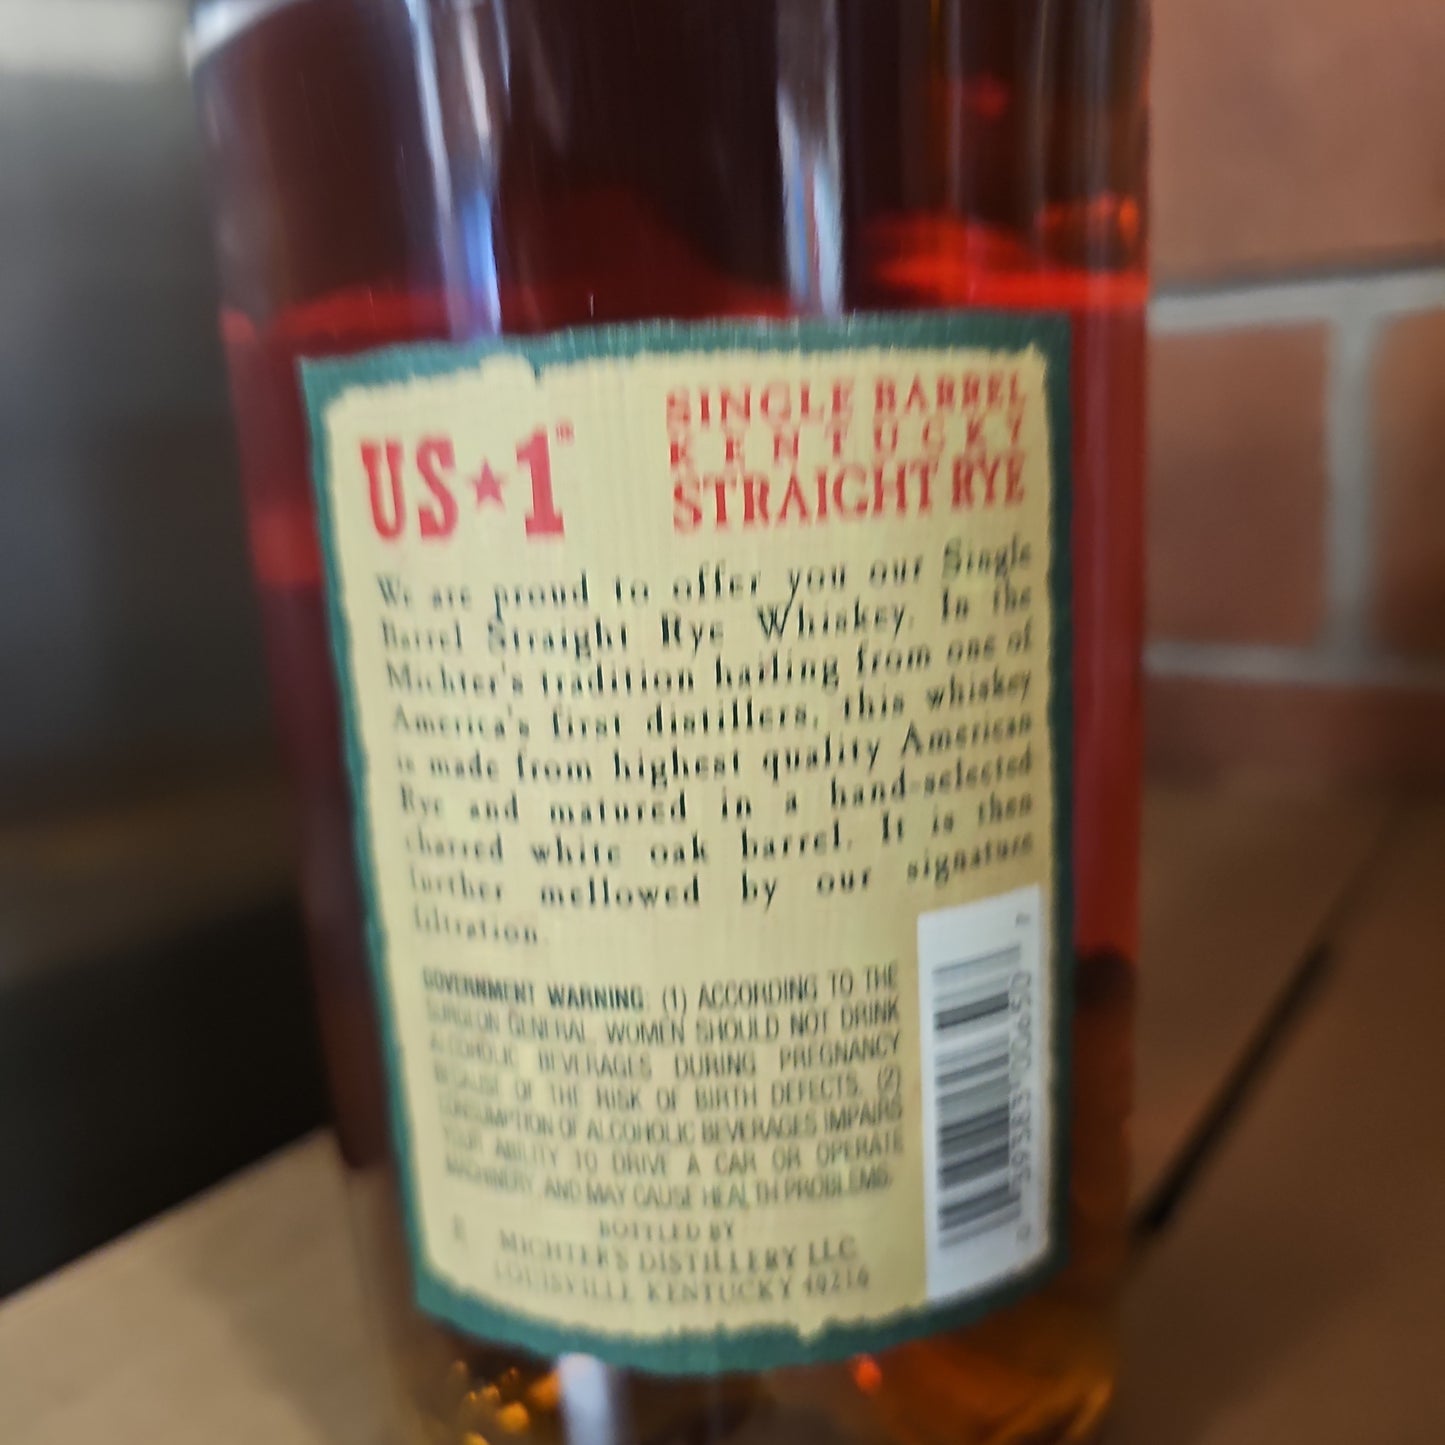 US★1™
SINGLE BARREL
KENTUCKY
STRAIGHT RYE
We are proud to offer you our Single
Barrel Straight Rye Whiskey. In the
Michter's tradition hailing from one of
America's first distillers, this whiskey
is made from highest quality American
Rye and matured in a hand-selected
charred white oak barrel. It is then
further mellowed by our signature
filtration.
GOVERNMENT WARNING: (1) ACCORDING TO THE
SURGEON GENERAL, WOMEN SHOULD NOT DRINK
ALCOHOLIC BEVERAGES DURING PREGNANCY
BECAUSE OF THE RISK OF BIRTH DEFECTS. (2)
CONSUMPTION OF ALCOHOLIC BEVERAGES IMPAIRS
YOUR ABILITY TO DRIVE A CAR OR OPERATE
MACHINERY, AND MAY CAUSE HEALTH PROBLEMS.
BOTTLED BY
MICHTER'S DISTILLERY LLC
LOUISVILLE KENTUCKY 40216